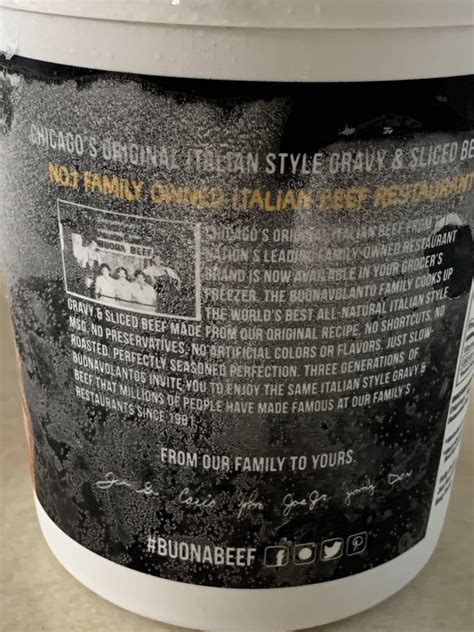 CHICAGO'S ORIGINAL ITALIAN STYLE GRAVY & SLICED BE
NO.1 FAMILY OWNED ITALIAN BEEF RESTAURANT
BUONA BEEF
CHICAGO'S ORIGINAL ITALIAN BEEF FROM THE
NATION'S LEADING FAMILY OWNED RESTAURANT
BRAND IS NOW AVAILABLE IN YOUR GROCER'S
FREEZER. THE BUONAVOLANTO FAMILY COOKS UP
THE WORLD'S BEST ALL-NATURAL ITALIAN STYLE
GRAVY & SLICED BEEF MADE FROM OUR ORIGINAL RECIPE. NO SHORTCUTS, NO
MSG, NO PRESERVATIVES, NO ARTIFICIAL COLORS OR FLAVORS. JUST SLOW-
ROASTED, PERFECTLY SEASONED PERFECTION. THREE GENERATIONS OF
BUONAVOLANTOS INVITE YOU TO ENJOY THE SAME ITALIAN STYLE GRAVY &
BEEF THAT MILLIONS OF PEOPLE HAVE MADE FAMOUS AT OUR FAMILY'S
RESTAURANTS SINCE 1981.
FROM OUR FAMILY TO YOURS.
#BUONABEEF